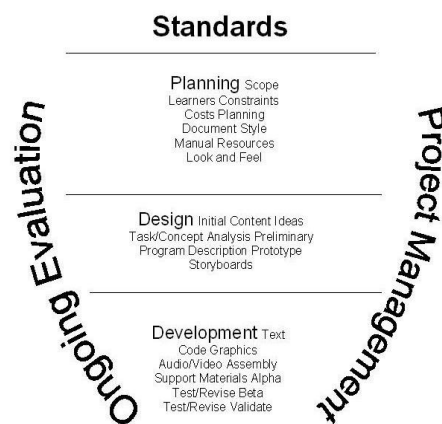 Standards
Planning Scope
Learners Constraints
Costs Planning
Document Style
Manual Resources
Look and Feel
Design Initial Content Ideas
Task/Concept Analysis Preliminary
Program Description Prototype
Storyboards
Development Text
Code Graphics
Audio/Video Assembly
Support Materials Alpha
Test/Revise Beta
Test/Revise Validate
Ongoing Evaluation
Project Management